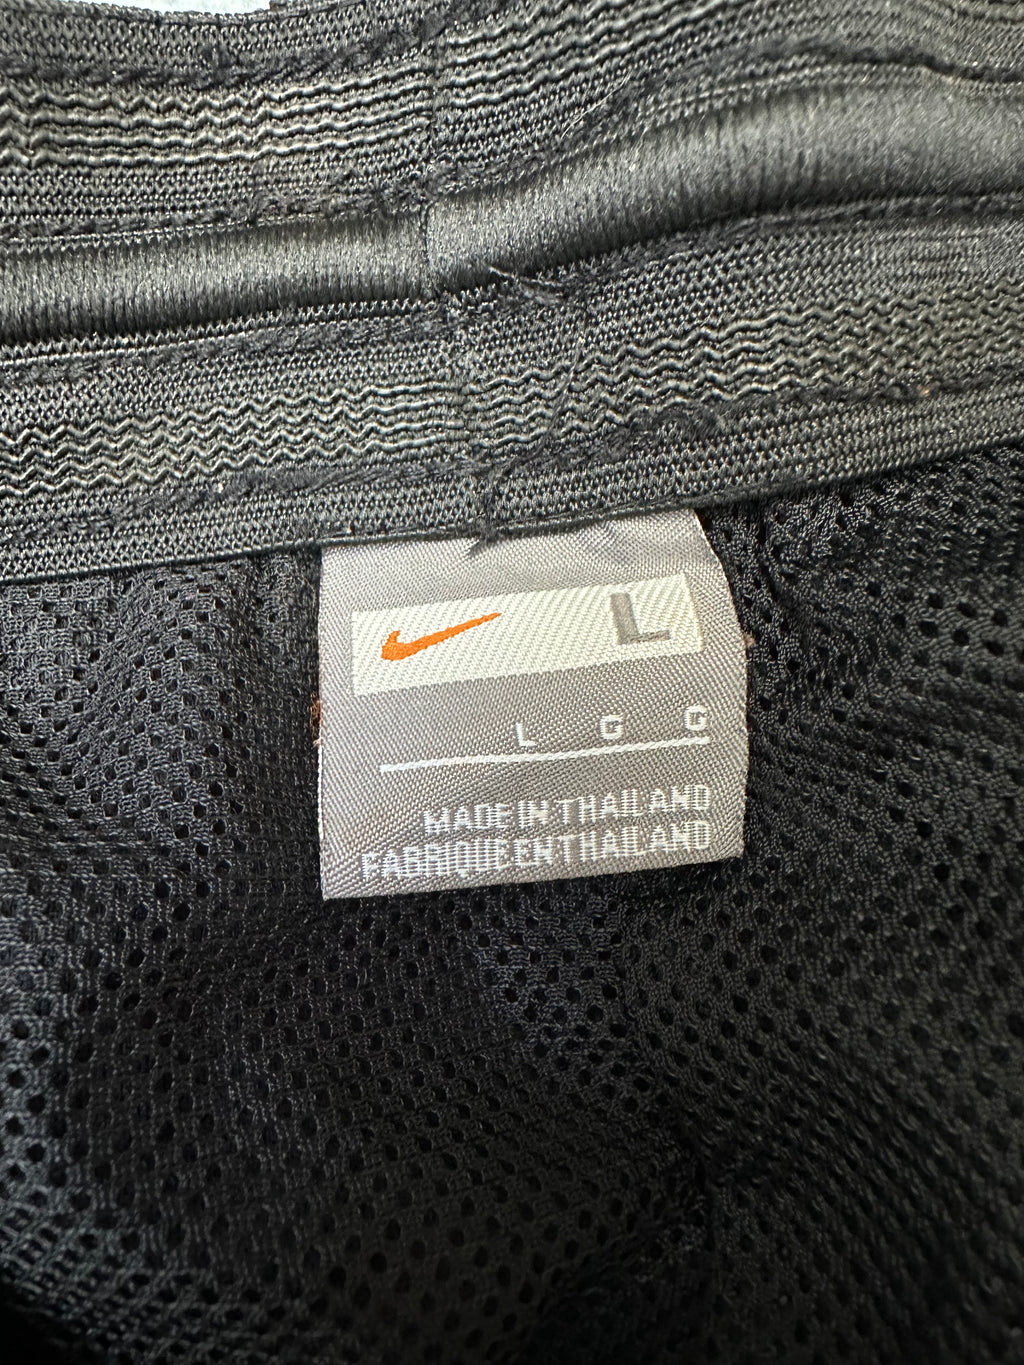 L
L G G
MADE IN THAILAND
FABRIQUE EN THAILAND